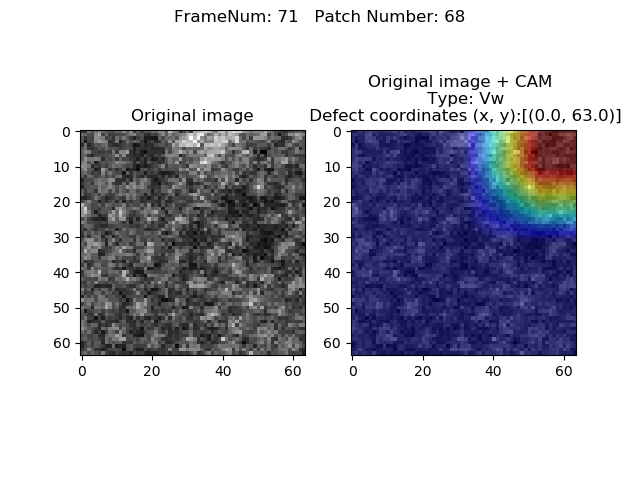 FrameNum: 71   Patch Number: 68
Original image
Original image + CAM
Type: Vw
Defect coordinates (x, y):[(0.0, 63.0)]
0
10
20
30
40
50
60
0 20 40 60
0
10
20
30
40
50
60
0 20 40 60